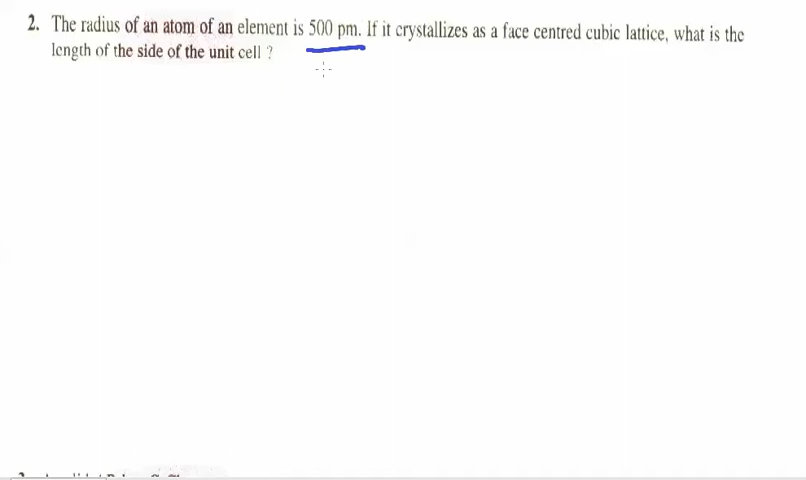 2. The radius of an atom of an element is 500 pm. If it crystallizes as a face centred cubic lattice, what is the
length of the side of the unit cell ?